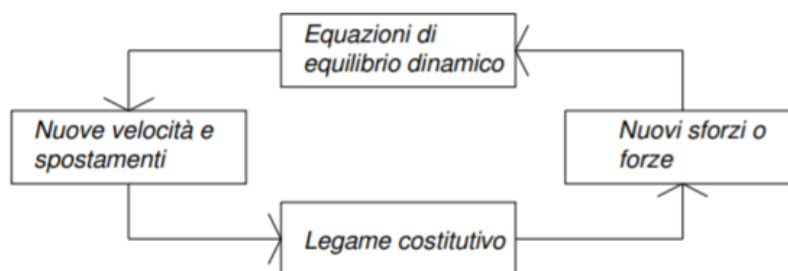 Equazioni di
equilibrio dinamico
Nuove velocità e
spostamenti
Nuovi sforzi o
forze
Legame costitutivo